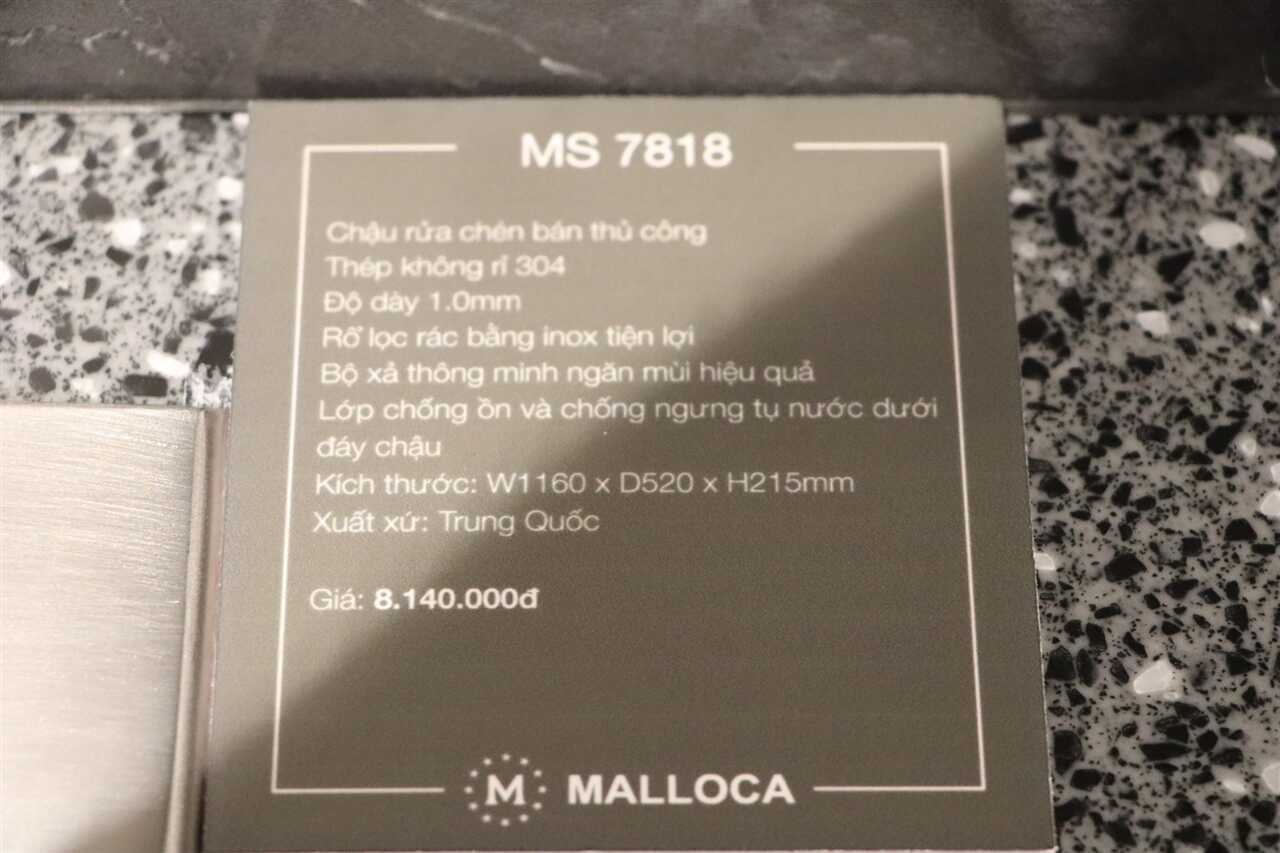 MS 7818
Chậu rửa chén bán thủ công
Thép không rỉ 304
Độ dày 1.0mm
Rổ lọc rác bằng inox tiện lợi
Bộ xả thông minh ngăn mùi hiệu quả
Lớp chống ồn và chống ngưng tụ nước dưới
đáy chậu
Kích thước: W1160 x D520 x H215mm
Xuất xứ: Trung Quốc
Giá: 8.140.000đ
M MALLOCA